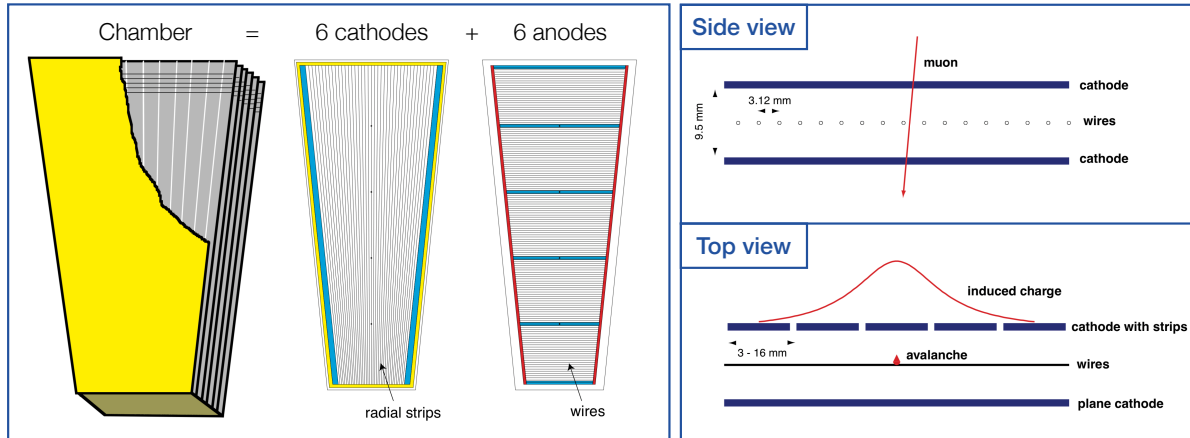 Chamber = 6 cathodes + 6 anodes
radial strips
wires
Side view
muon
cathode
3.12 mm
9.5 mm
wires
cathode
Top view
induced charge
cathode with strips
3 - 16 mm
avalanche
wires
plane cathode